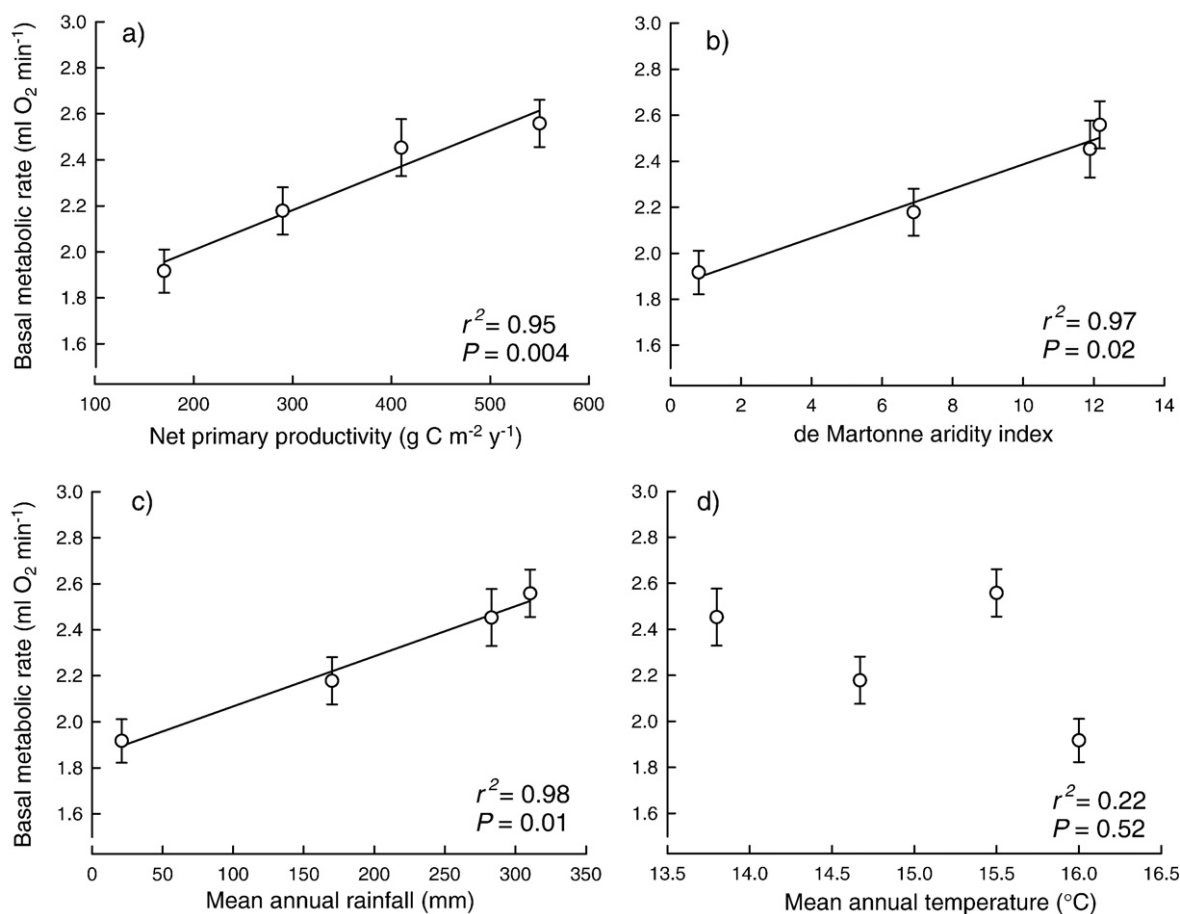 a)
Basal metabolic rate (ml O₂ min⁻¹)
3.0
2.8
2.6
2.4
2.2
2.0
1.8
1.6
r² = 0.95
P = 0.004
100 200 300 400 500 600
Net primary productivity (g C m⁻² y⁻¹)
b)
3.0
2.8
2.6
2.4
2.2
2.0
1.8
1.6
r² = 0.97
P = 0.02
0 2 4 6 8 10 12 14
de Martonne aridity index
c)
Basal metabolic rate (ml O₂ min⁻¹)
3.0
2.8
2.6
2.4
2.2
2.0
1.8
1.6
r² = 0.98
P = 0.01
0 50 100 150 200 250 300 350
Mean annual rainfall (mm)
d)
3.0
2.8
2.6
2.4
2.2
2.0
1.8
1.6
r² = 0.22
P = 0.52
13.5 14.0 14.5 15.0 15.5 16.0 16.5
Mean annual temperature (°C)